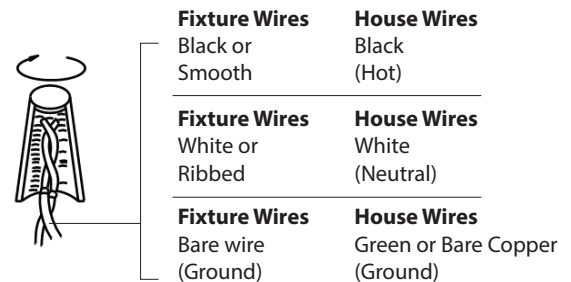 Fixture Wires House Wires
Black or Black
Smooth (Hot)
Fixture Wires House Wires
White or White
Ribbed (Neutral)
Fixture Wires House Wires
Bare wire Green or Bare Copper
(Ground) (Ground)